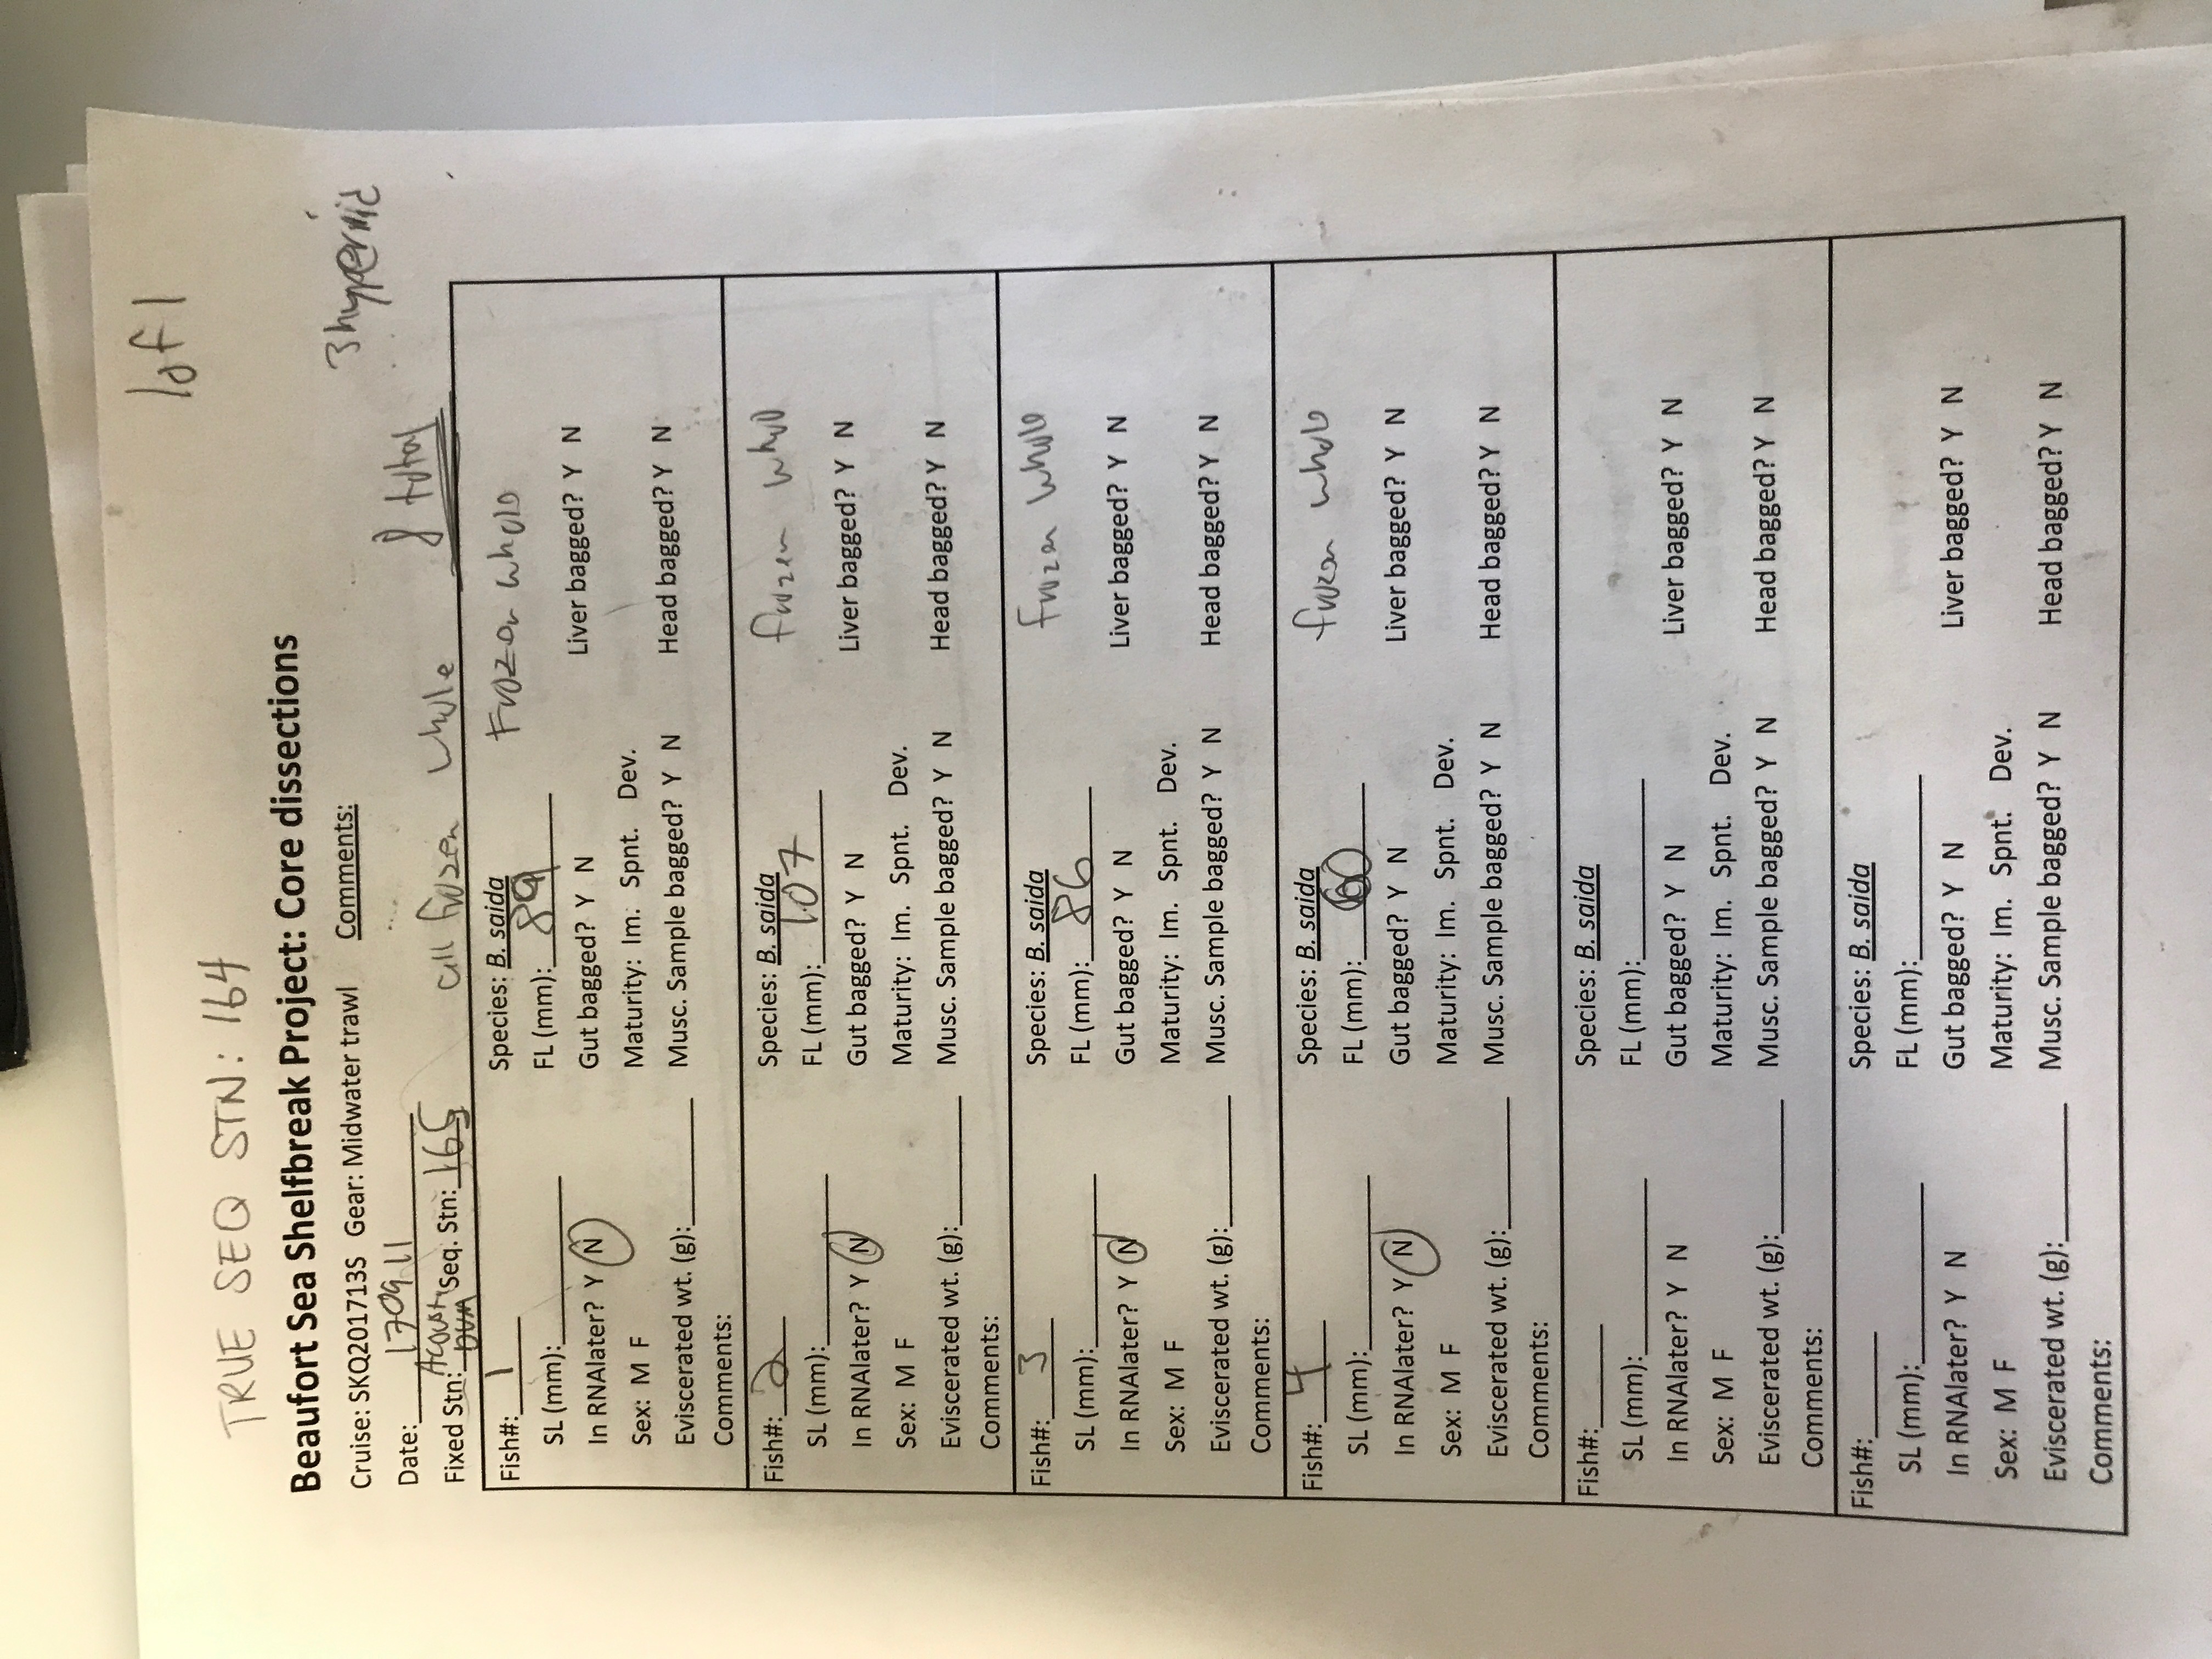 1 of 1
TRUE SEQ STN: 164
Beaufort Sea Shelfbreak Project: Core dissections
Cruise: SKQ201713S Gear: Midwater trawl Comments:
Date: 170911 8 total
Fixed Stn: Seq. Stn: 165 all frozen whole
Fish#: 1 Species: B. saida Frozen whole
SL (mm): FL (mm): 89
In RNAlater? Y N Gut bagged? Y N Liver bagged? Y N
Sex: M F Maturity: Im. Spnt. Dev.
Eviscerated wt. (g): Musc. Sample bagged? Y N Head bagged? Y N
Comments:
Fish#: 2 Species: B. saida frozen whole
SL (mm): FL (mm): 107
In RNAlater? Y N Gut bagged? Y N Liver bagged? Y N
Sex: M F Maturity: Im. Spnt. Dev.
Eviscerated wt. (g): Musc. Sample bagged? Y N Head bagged? Y N
Comments:
Fish#: 3 Species: B. saida frozen whole
SL (mm): FL (mm): 86
In RNAlater? Y N Gut bagged? Y N Liver bagged? Y N
Sex: M F Maturity: Im. Spnt. Dev.
Eviscerated wt. (g): Musc. Sample bagged? Y N Head bagged? Y N
Comments:
Fish#: 4 Species: B. saida frozen whole
SL (mm): FL (mm):
In RNAlater? Y N Gut bagged? Y N Liver bagged? Y N
Sex: M F Maturity: Im. Spnt. Dev.
Eviscerated wt. (g): Musc. Sample bagged? Y N Head bagged? Y N
Comments:
Fish#: Species: B. saida
SL (mm): FL (mm):
In RNAlater? Y N Gut bagged? Y N Liver bagged? Y N
Sex: M F Maturity: Im. Spnt. Dev.
Eviscerated wt. (g): Musc. Sample bagged? Y N Head bagged? Y N
Comments:
Fish#: Species: B. saida
SL (mm): FL (mm):
In RNAlater? Y N Gut bagged? Y N Liver bagged? Y N
Sex: M F Maturity: Im. Spnt. Dev.
Eviscerated wt. (g): Musc. Sample bagged? Y N Head bagged? Y N
Comments: